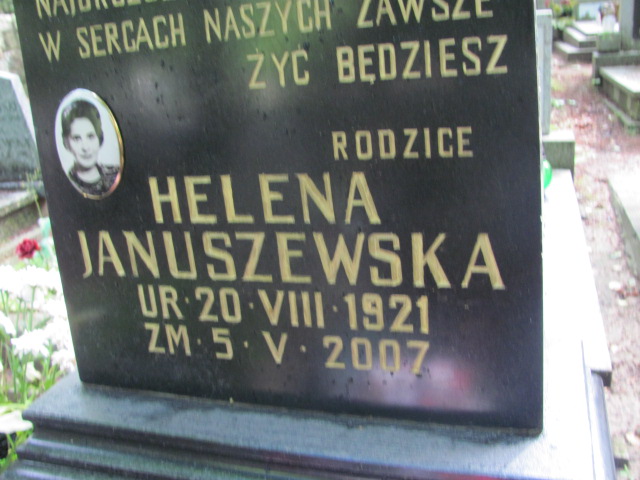 W SERCACH NASZYCH ZAWSZE
ŻYĆ BĘDZIESZ
RODZICE
HELENA
JANUSZEWSKA
UR·20·VIII·1921
ZM·5·V·2007